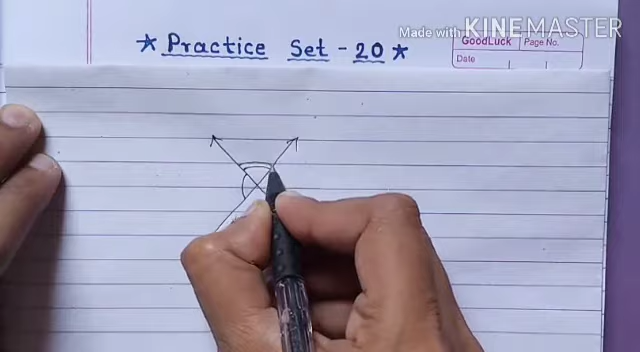 Made with KINEMASTER
* Practice Set - 20 *
GoodLuck Page No.
Date